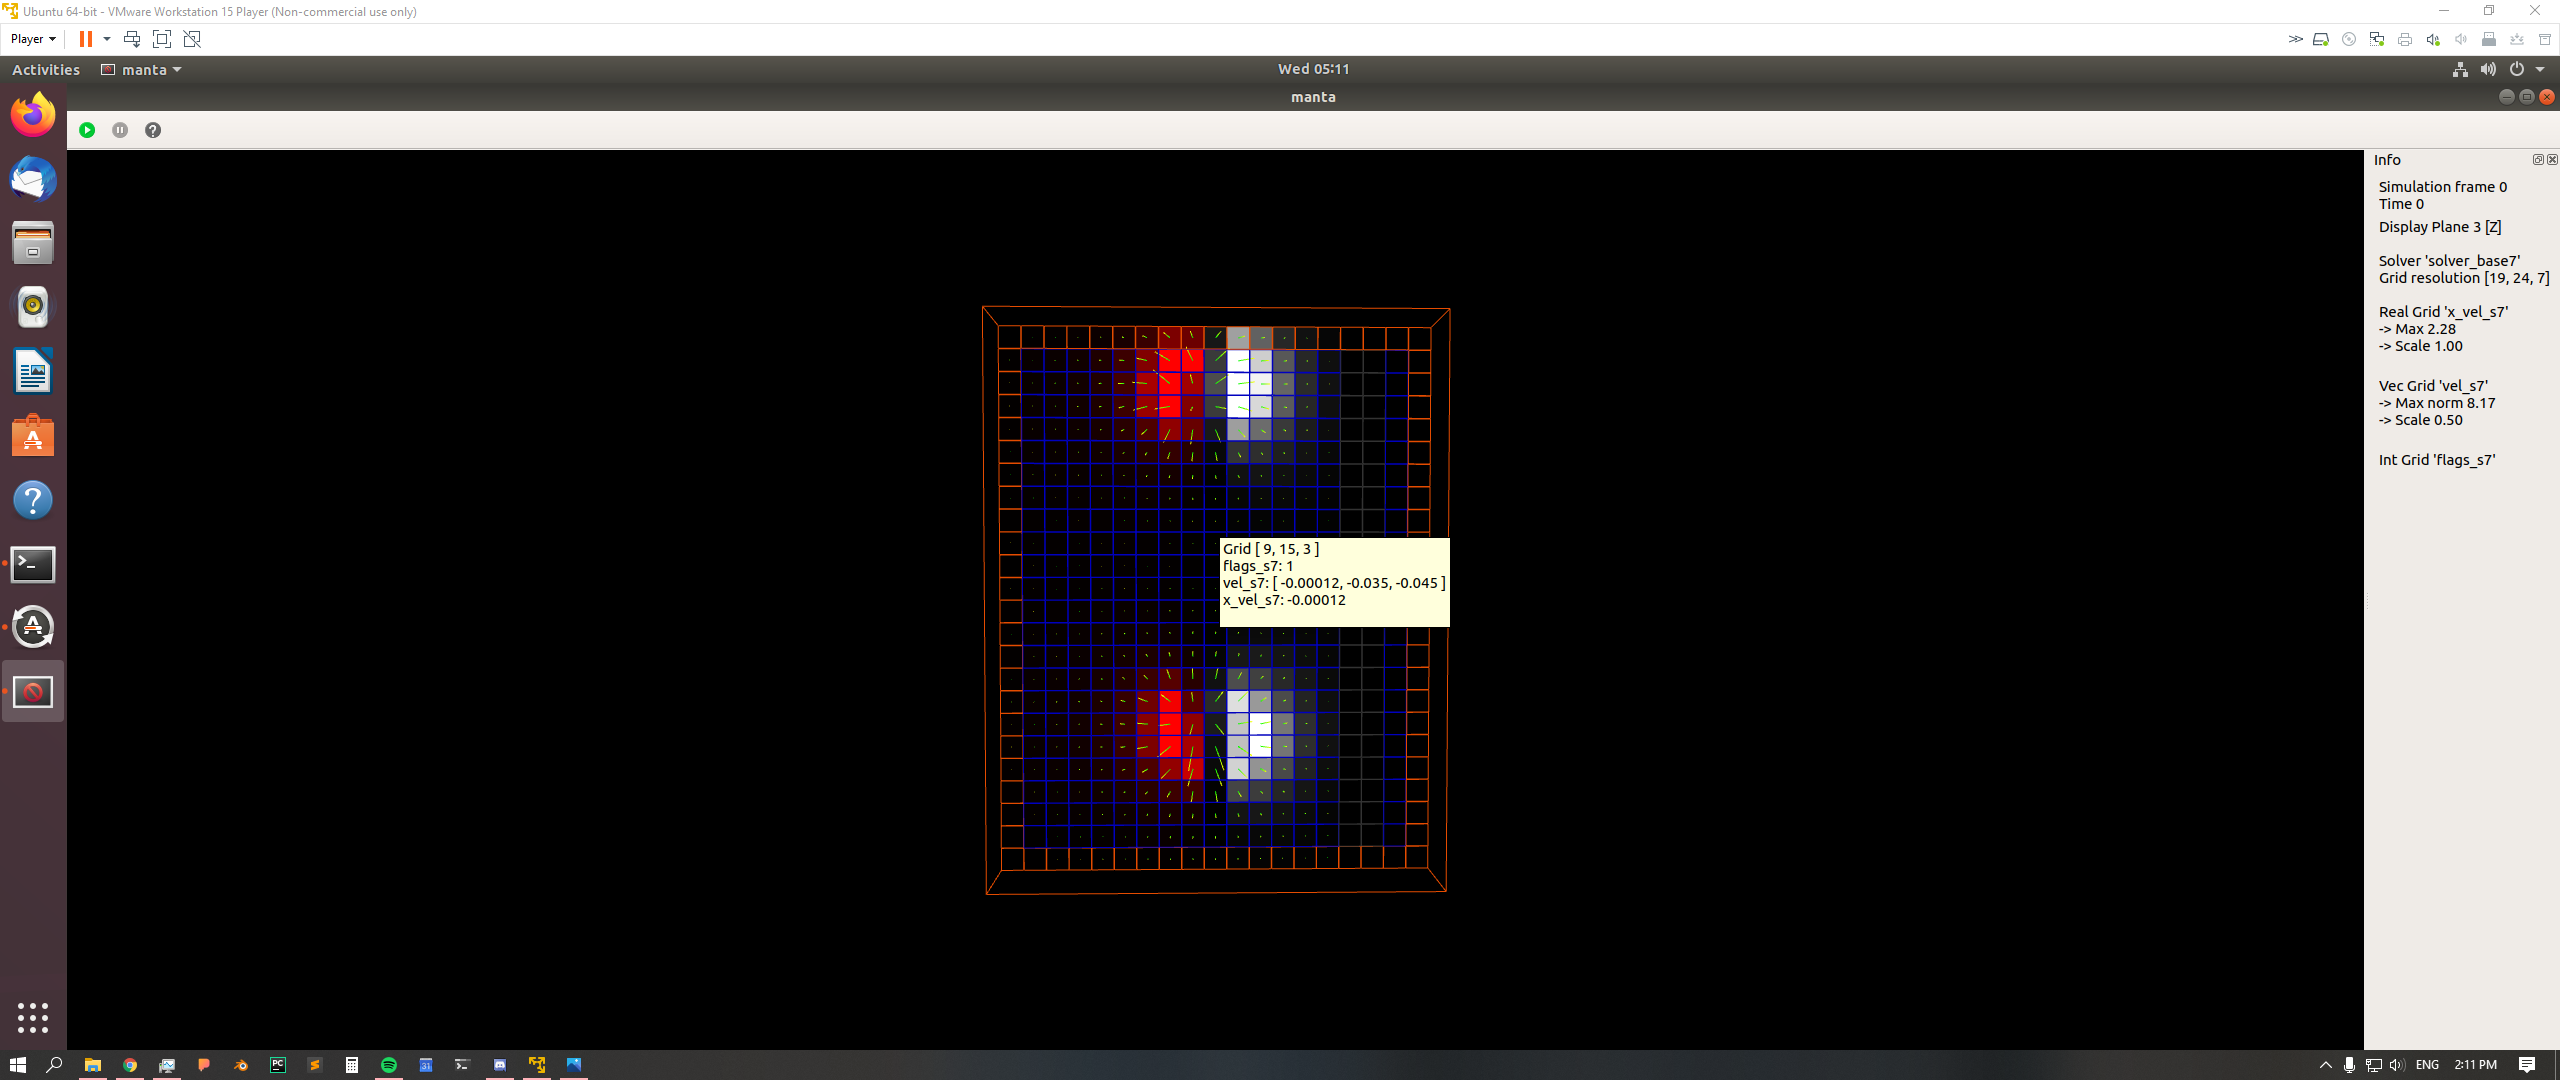 Ubuntu 64-bit - VMware Workstation 15 Player (Non-commercial use only)
Player
Activities
manta
Wed 05:11
manta
Info
Simulation frame 0
Time 0
Display Plane 3 [Z]
Solver 'solver_base7'
Grid resolution [19, 24, 7]
Real Grid 'x_vel_s7'
-> Max 2.28
-> Scale 1.00
Vec Grid 'vel_s7'
-> Max norm 8.17
-> Scale 0.50
Int Grid 'flags_s7'
Grid [ 9, 15, 3 ]
flags_s7: 1
vel_s7: [ -0.00012, -0.035, -0.045 ]
x_vel_s7: -0.00012
PC
31
ENG
2:11 PM